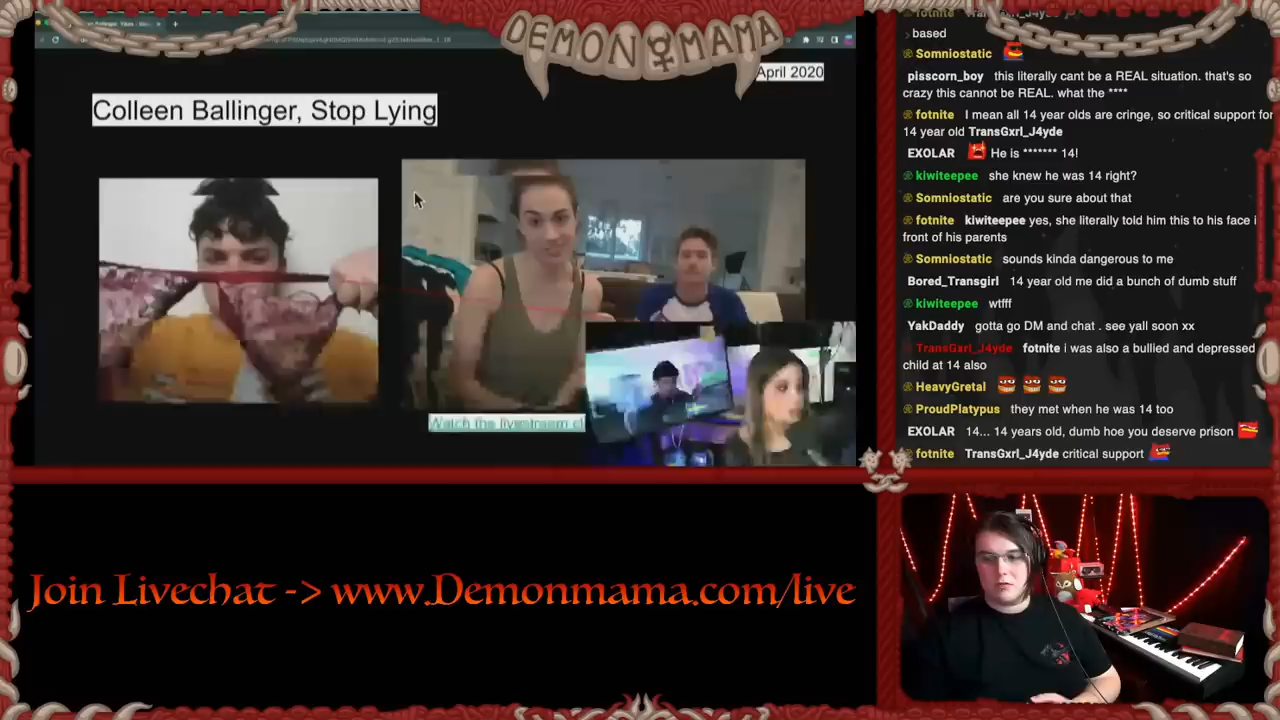 DEMON MAMA
April 2020
Colleen Ballinger, Stop Lying
Watch the livestream cl
Join Livechat -> www.Demonmama.com/live
fotnite TransGxrl_J4yde
based
Somniostatic
pisscorn_boy this literally cant be a REAL situation. that's so
crazy this cannot be REAL. what the ****
fotnite I mean all 14 year olds are cringe, so critical support for
14 year old TransGxrl_J4yde
EXOLAR He is ******* 14!
kiwiteepee she knew he was 14 right?
Somniostatic are you sure about that
fotnite kiwiteepee yes, she literally told him this to his face i
front of his parents
Somniostatic sounds kinda dangerous to me
Bored_Transgirl 14 year old me did a bunch of dumb stuff
kiwiteepee wtfff
YakDaddy gotta go DM and chat . see yall soon xx
TransGxrl_J4yde fotnite i was also a bullied and depressed
child at 14 also
HeavyGretal
ProudPlatypus they met when he was 14 too
EXOLAR 14... 14 years old, dumb hoe you deserve prison
fotnite TransGxrl_J4yde critical support